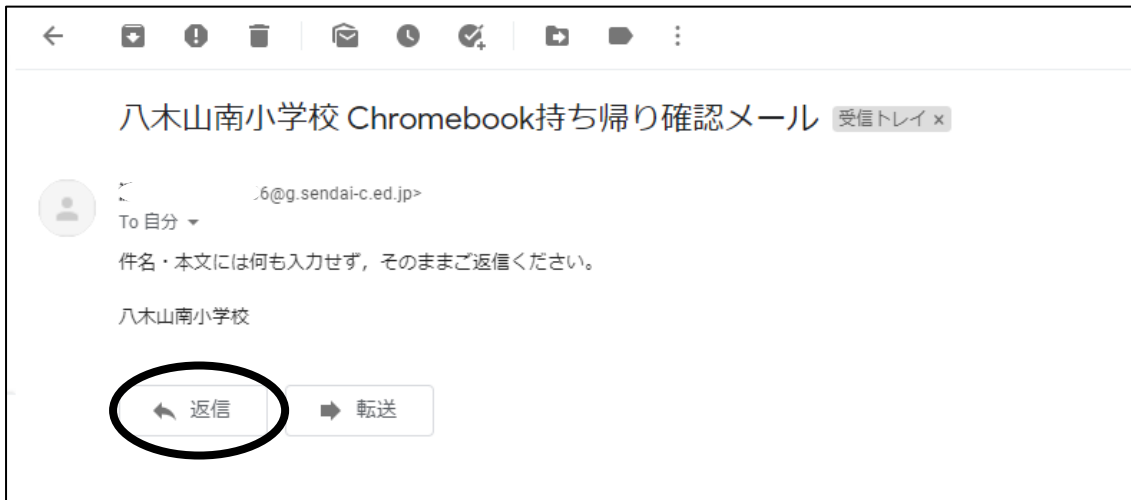 八木山南小学校 Chromebook持ち帰り確認メール 受信トレイ ×
6@g.sendai-c.ed.jp>
To 自分
件名・本文には何も入力せず，そのままご返信ください。
八木山南小学校
返信 転送